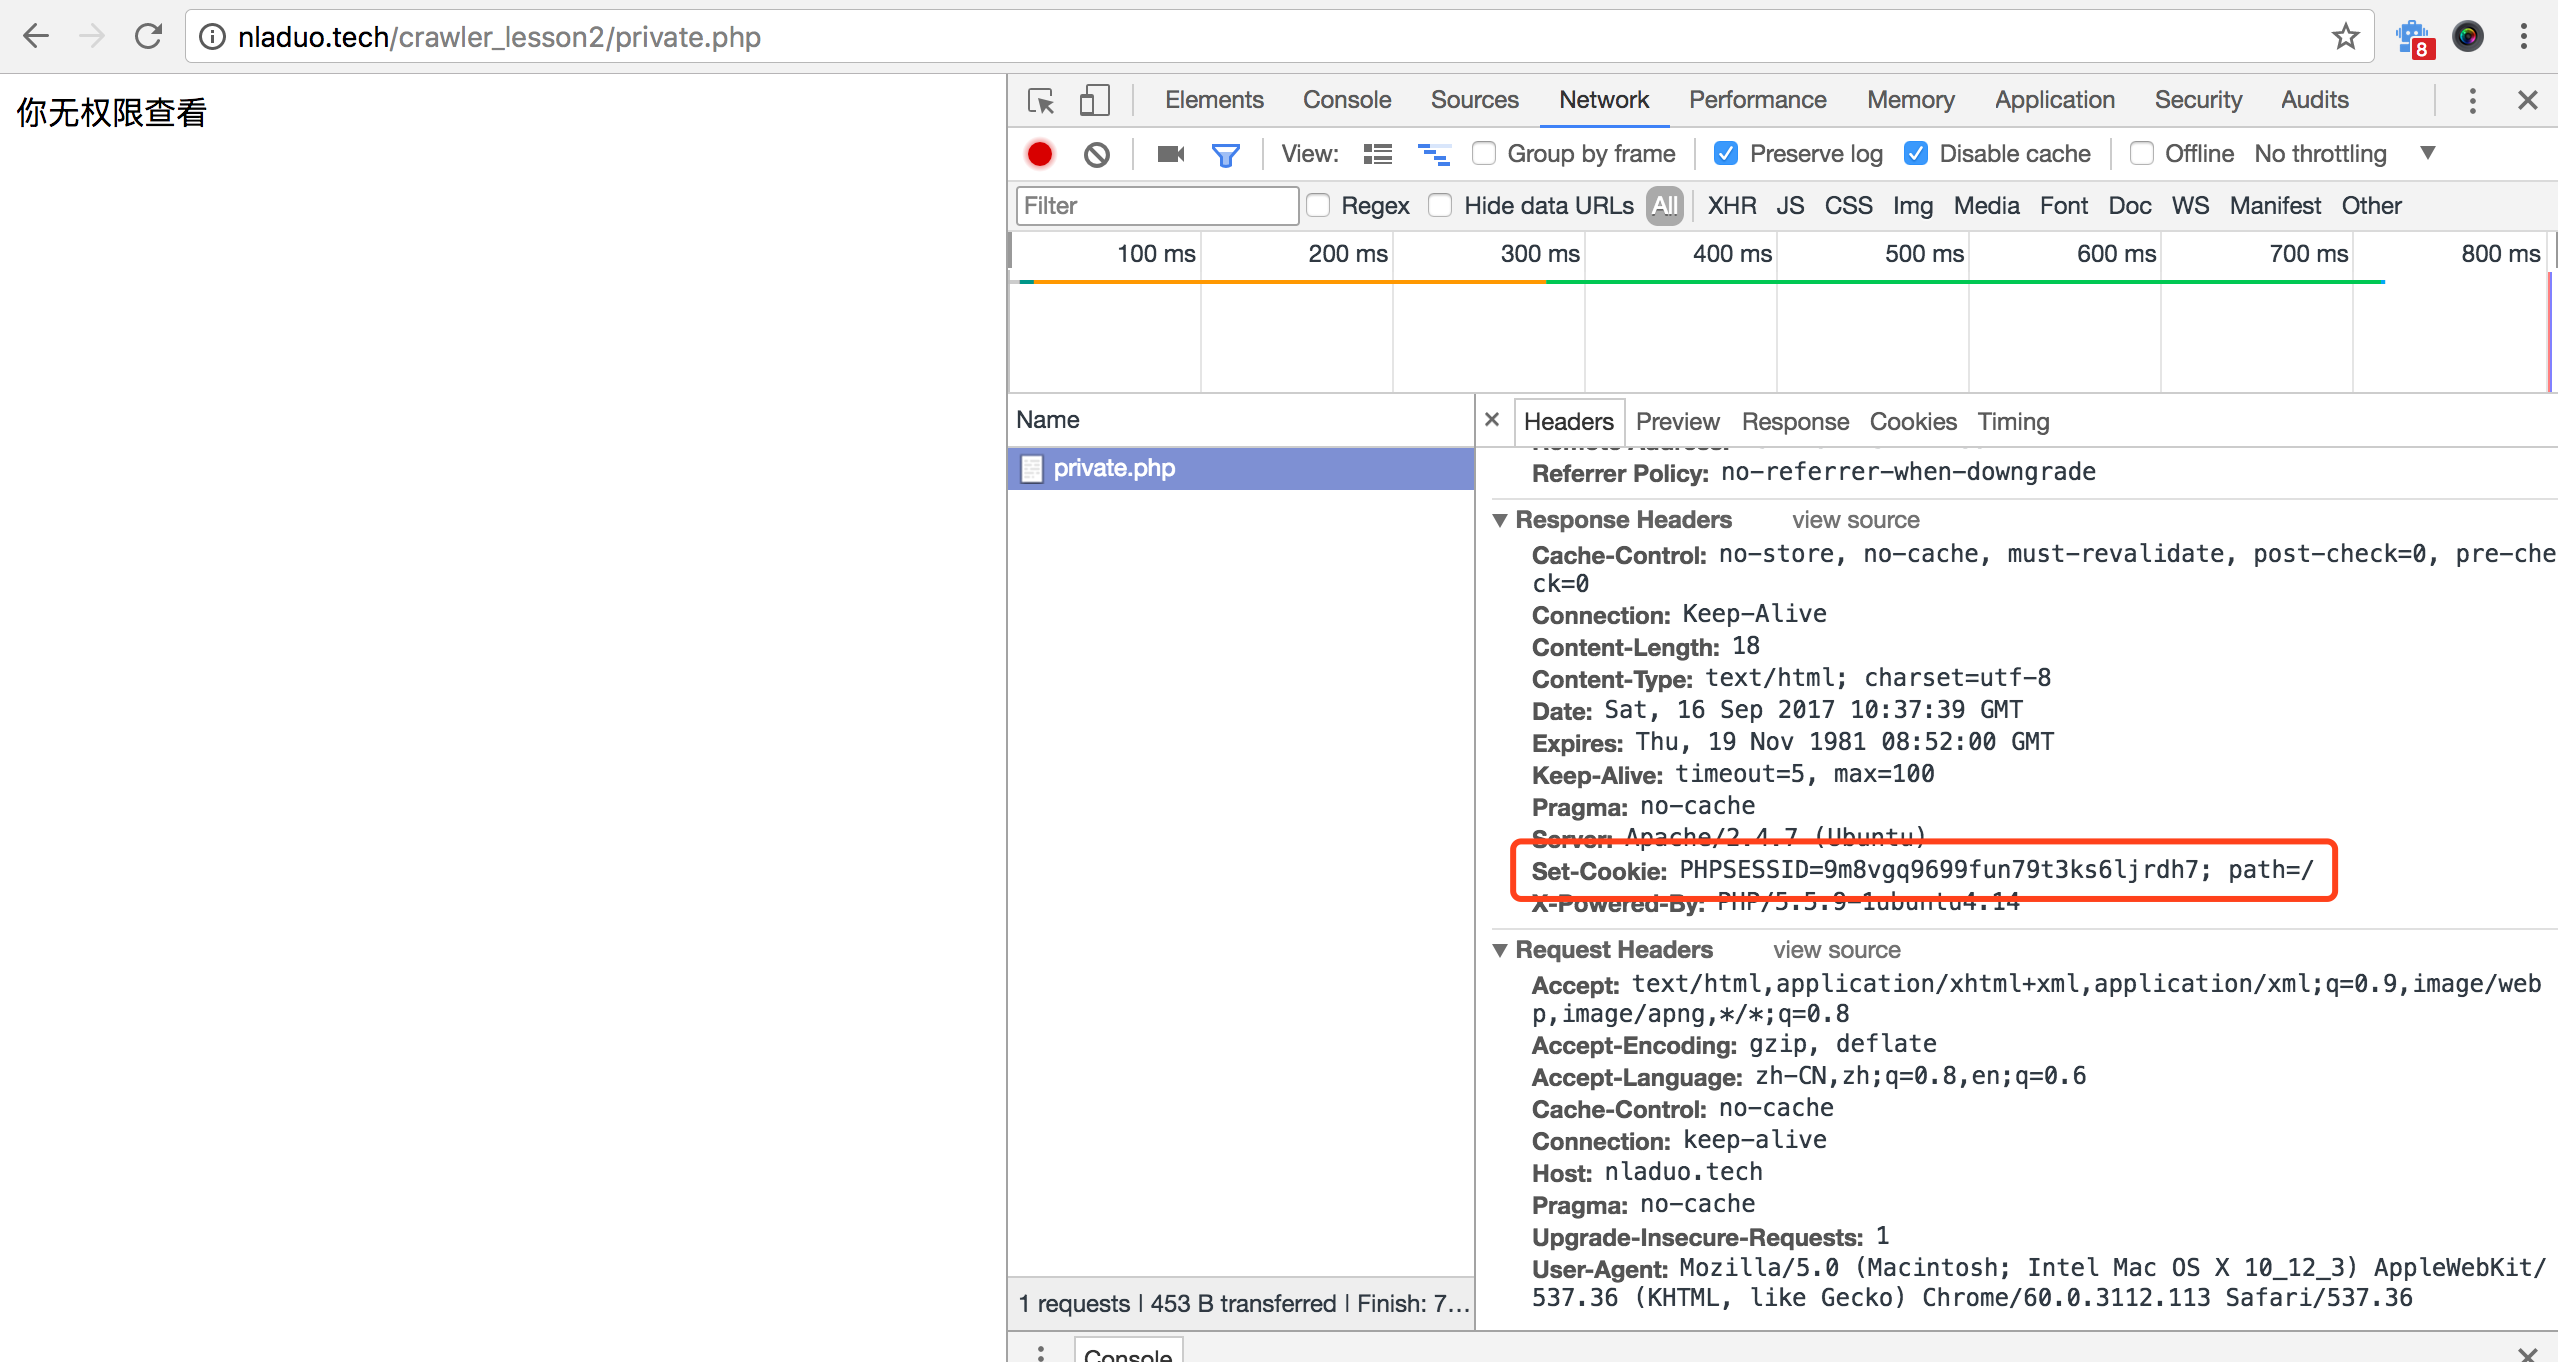 nladuo.tech/crawler_lesson2/private.php
8
你无权限查看
Elements Console Sources Network Performance Memory Application Security Audits
View: Group by frame Preserve log Disable cache Offline No throttling
Filter Regex Hide data URLs All XHR JS CSS Img Media Font Doc WS Manifest Other
100 ms 200 ms 300 ms 400 ms 500 ms 600 ms 700 ms 800 ms
Name
private.php
1 requests | 453 B transferred | Finish: 7...
Headers Preview Response Cookies Timing
Remote Address:
Referrer Policy: no-referrer-when-downgrade
Response Headers view source
Cache-Control: no-store, no-cache, must-revalidate, post-check=0, pre-che
ck=0
Connection: Keep-Alive
Content-Length: 18
Content-Type: text/html; charset=utf-8
Date: Sat, 16 Sep 2017 10:37:39 GMT
Expires: Thu, 19 Nov 1981 08:52:00 GMT
Keep-Alive: timeout=5, max=100
Pragma: no-cache
Server: Apache/2.4.7 (Ubuntu)
Set-Cookie: PHPSESSID=9m8vgq9699fun79t3ks6ljrdh7; path=/
X-Powered-By: PHP/5.5.9-1ubuntu4.14
Request Headers view source
Accept: text/html,application/xhtml+xml,application/xml;q=0.9,image/web
p,image/apng,*/*;q=0.8
Accept-Encoding: gzip, deflate
Accept-Language: zh-CN,zh;q=0.8,en;q=0.6
Cache-Control: no-cache
Connection: keep-alive
Host: nladuo.tech
Pragma: no-cache
Upgrade-Insecure-Requests: 1
User-Agent: Mozilla/5.0 (Macintosh; Intel Mac OS X 10_12_3) AppleWebKit/
537.36 (KHTML, like Gecko) Chrome/60.0.3112.113 Safari/537.36
Console